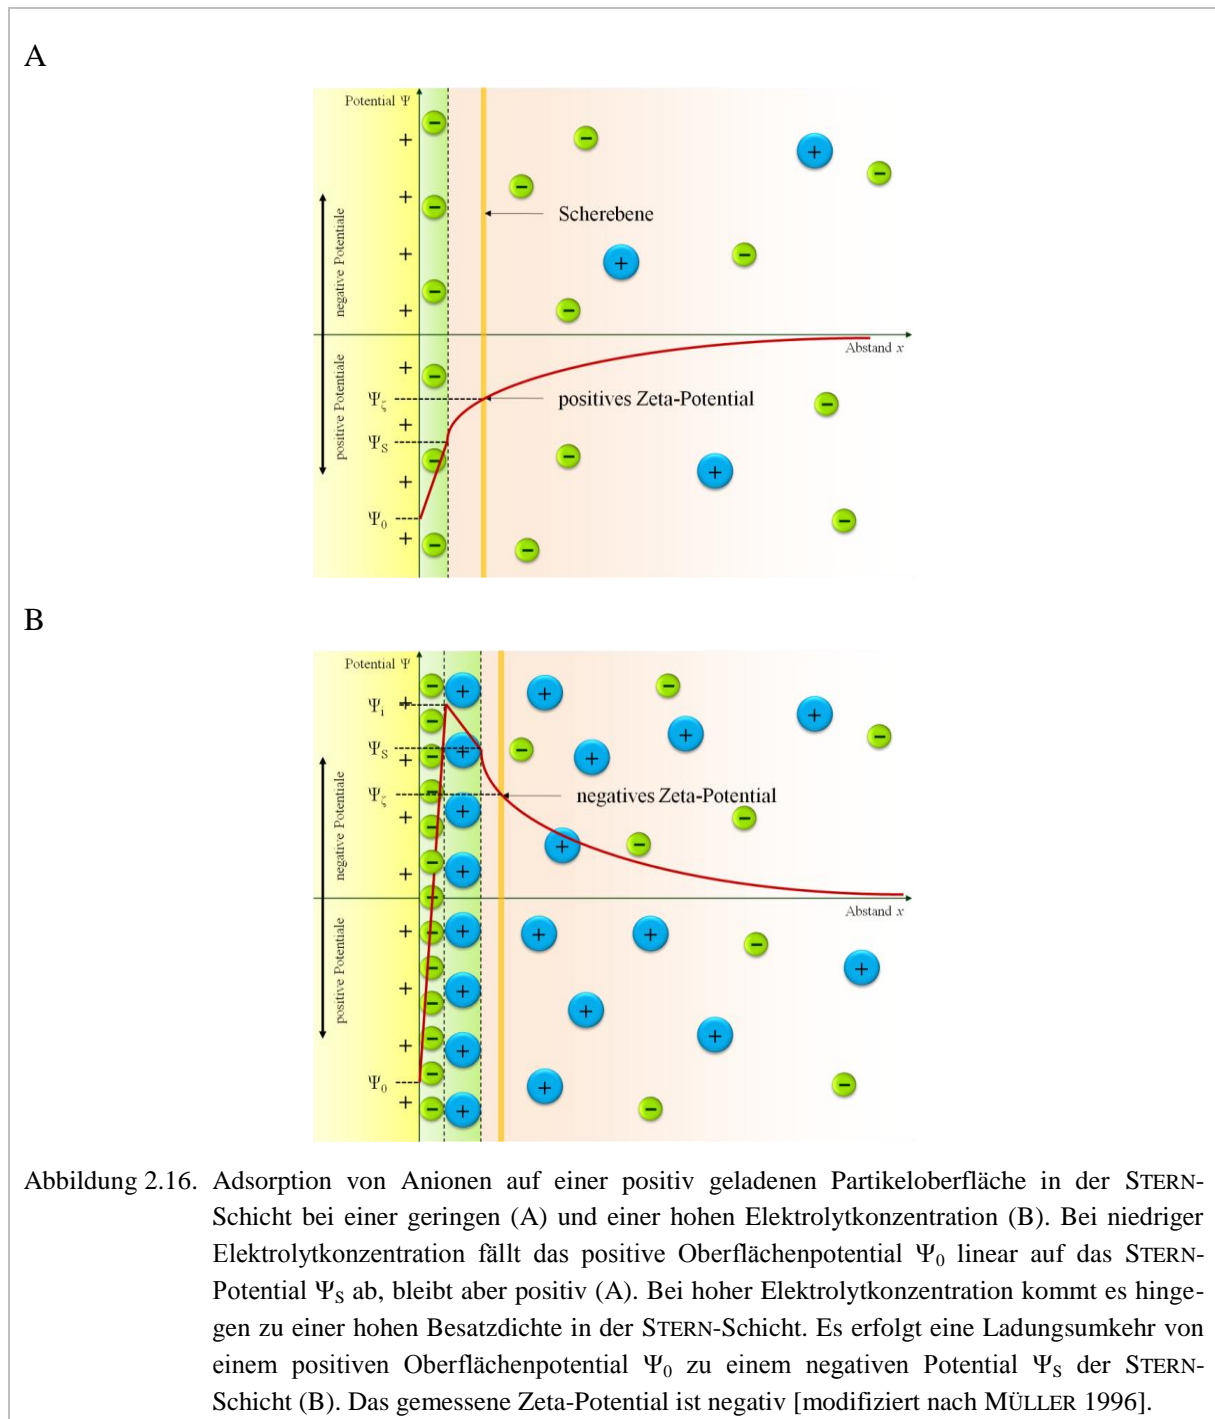 A
Potential Ψ
negative Potentiale
Scherebene
Abstand x
positive Potentiale
Ψζ
positives Zeta-Potential
ΨS
Ψ0
B
Potential Ψ
Ψi
ΨS
Ψζ
negatives Zeta-Potential
negative Potentiale
Abstand x
positive Potentiale
Ψ0
Abbildung 2.16. Adsorption von Anionen auf einer positiv geladenen Partikeloberfläche in der STERN-
Schicht bei einer geringen (A) und einer hohen Elektrolytkonzentration (B). Bei niedriger
Elektrolytkonzentration fällt das positive Oberflächenpotential Ψ0 linear auf das STERN-
Potential ΨS ab, bleibt aber positiv (A). Bei hoher Elektrolytkonzentration kommt es hinge-
gen zu einer hohen Besatzdichte in der STERN-Schicht. Es erfolgt eine Ladungsumkehr von
einem positiven Oberflächenpotential Ψ0 zu einem negativen Potential ΨS der STERN-
Schicht (B). Das gemessene Zeta-Potential ist negativ [modifiziert nach MÜLLER 1996].